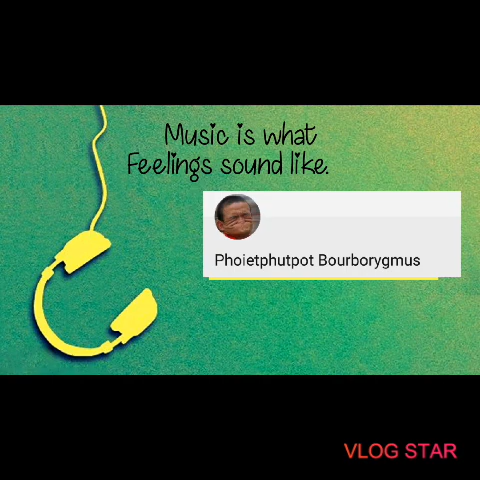 Music is what
Feelings sound like.
Phoietphutpot Bourborygmus
VLOG STAR